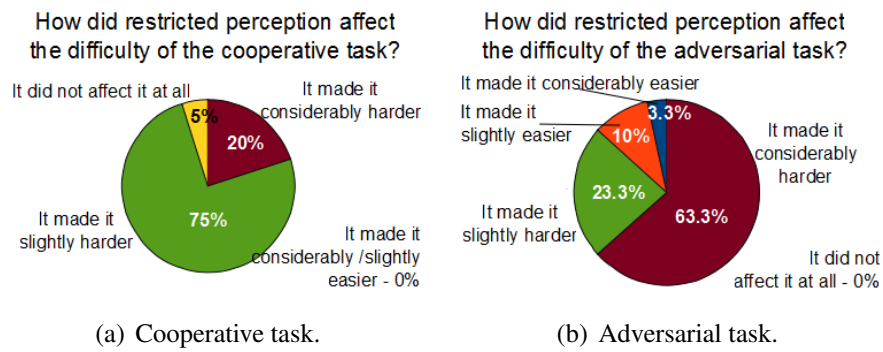 How did restricted perception affect
the difficulty of the cooperative task?
It did not affect it at all
It made it
considerably harder
5%
20%
75%
It made it
slightly harder
It made it
considerably /slightly
easier - 0%
(a) Cooperative task.
How did restricted perception affect
the difficulty of the adversarial task?
It made it considerably easier
It made it
slightly easier
3.3%
10%
It made it
considerably
harder
23.3%
63.3%
It made it
slightly harder
It did not
affect it at all - 0%
(b) Adversarial task.